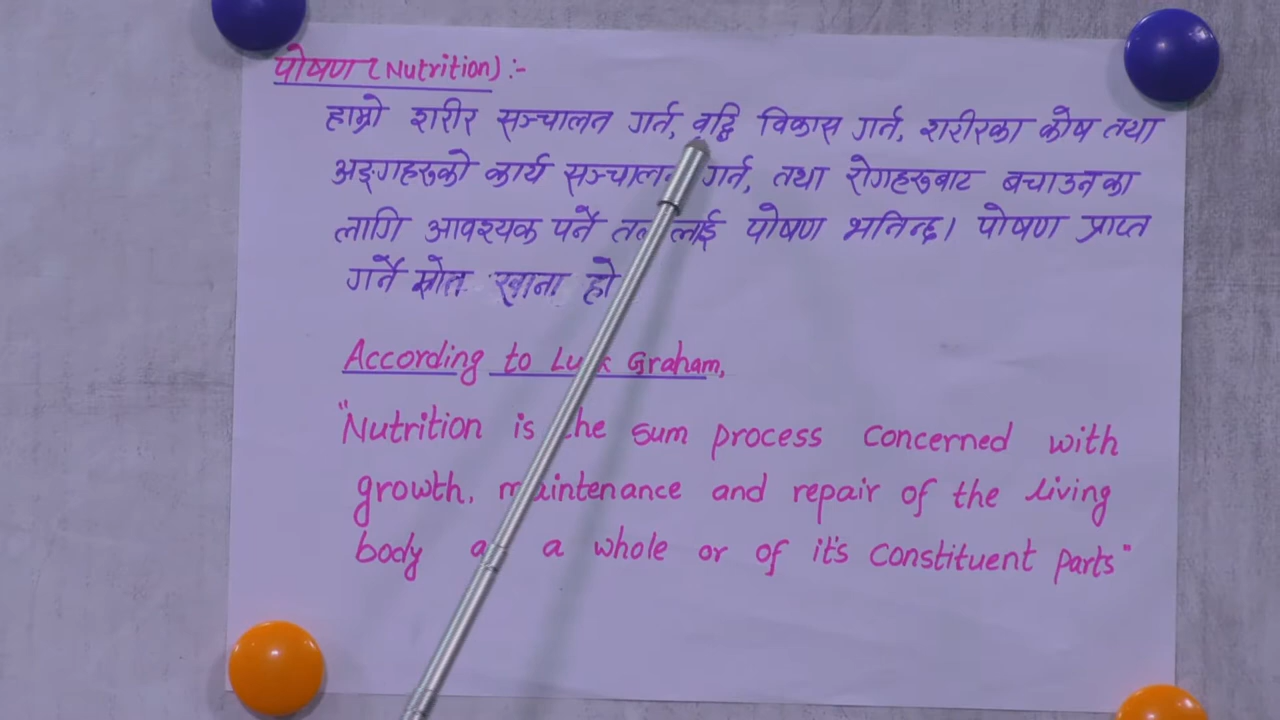 पोषण (Nutrition) :-
हाम्रो शरीर सञ्चालन गर्न, वृद्धि विकास गर्न, शरीरका कोष तथा
अङ्गहरुको कार्य सञ्चालन गर्न, तथा रोगहरुबाट बचाउनका
लागि आवश्यक पर्ने पोषण भनिन्छ। पोषण प्राप्त
गर्ने स्रोत खाना हो
According to Graham,
"Nutrition is the sum process concerned with
growth, maintenance and repair of the living
body a whole or of it's constituent parts"